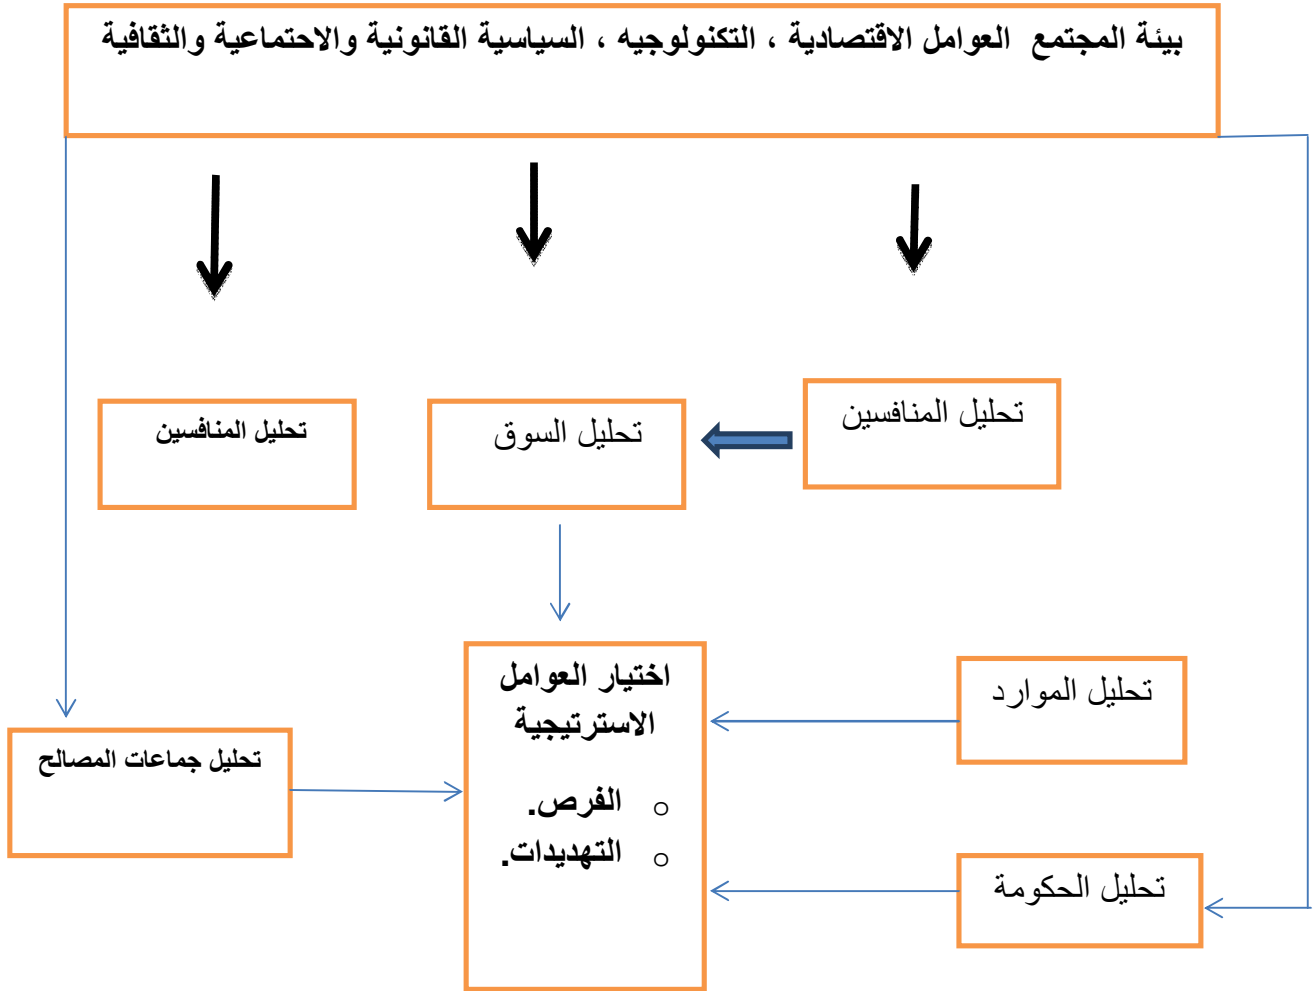 بيئة المجتمع العوامل الاقتصادية ، التكنولوجيه ، السياسية القانونية والاحتماعية والثقافية
تحليل المنافسين
تحليل السوق
تحليل المنافسين
اختيار العوامل
الاسترتيجية
○ الفرص.
○ التهديدات.
تحليل الموارد
تحليل جماعات المصالح
تحليل الحكومة